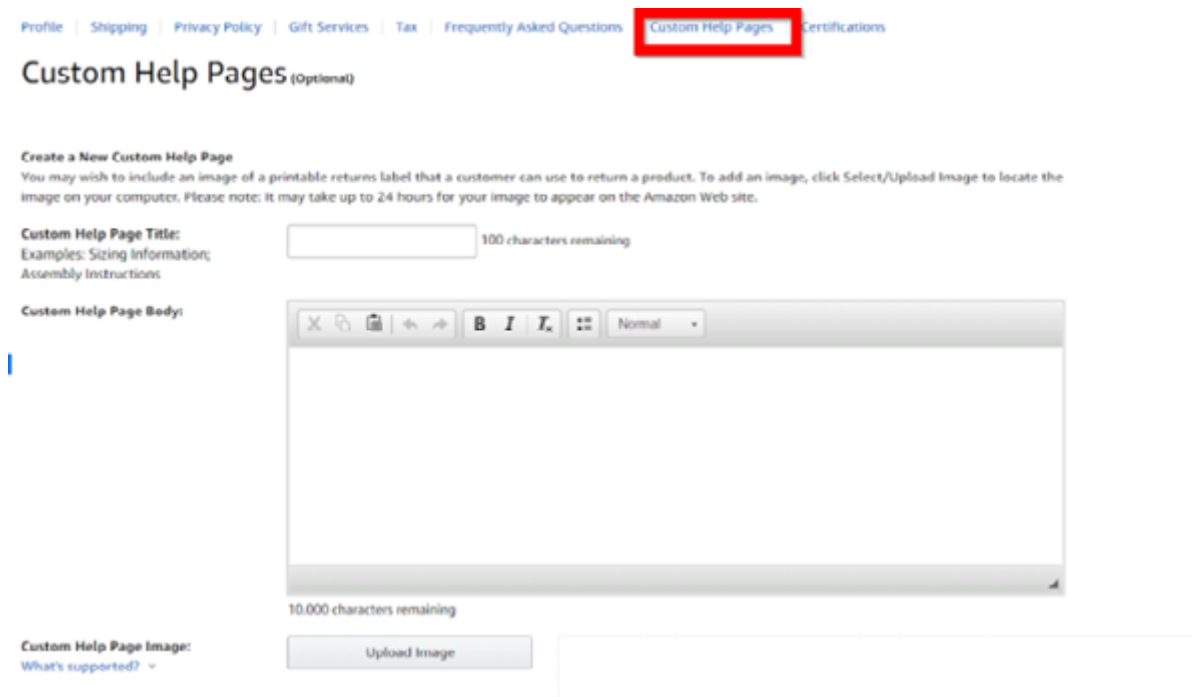 Profile | Shipping | Privacy Policy | Gift Services | Tax | Frequently Asked Questions | Custom Help Pages | Certifications
Custom Help Pages (Optional)
Create a New Custom Help Page
You may wish to include an image of a printable returns label that a customer can use to return a product. To add an image, click Select/Upload Image to locate the
image on your computer. Please note: It may take up to 24 hours for your image to appear on the Amazon Web site.
Custom Help Page Title:
100 characters remaining
Examples: Sizing Information;
Assembly Instructions
Custom Help Page Body:
B I Tx Normal
10.000 characters remaining
Custom Help Page Image:
Upload Image
What's supported?